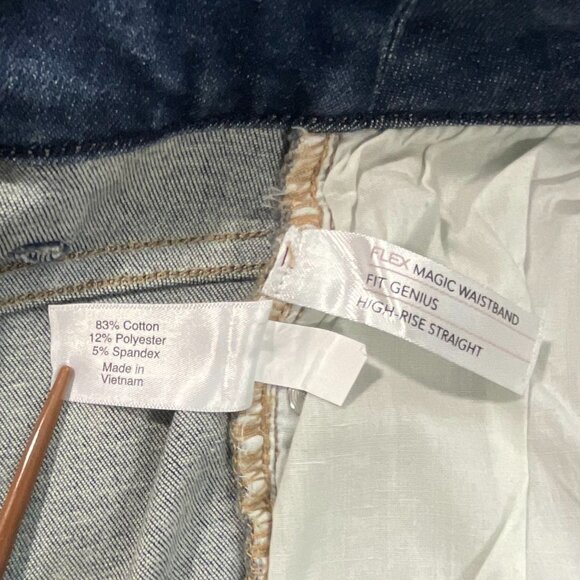 FLEX MAGIC WAISTBAND
FIT GENIUS
HIGH-RISE STRAIGHT
83% Cotton
12% Polyester
5% Spandex
Made in
Vietnam